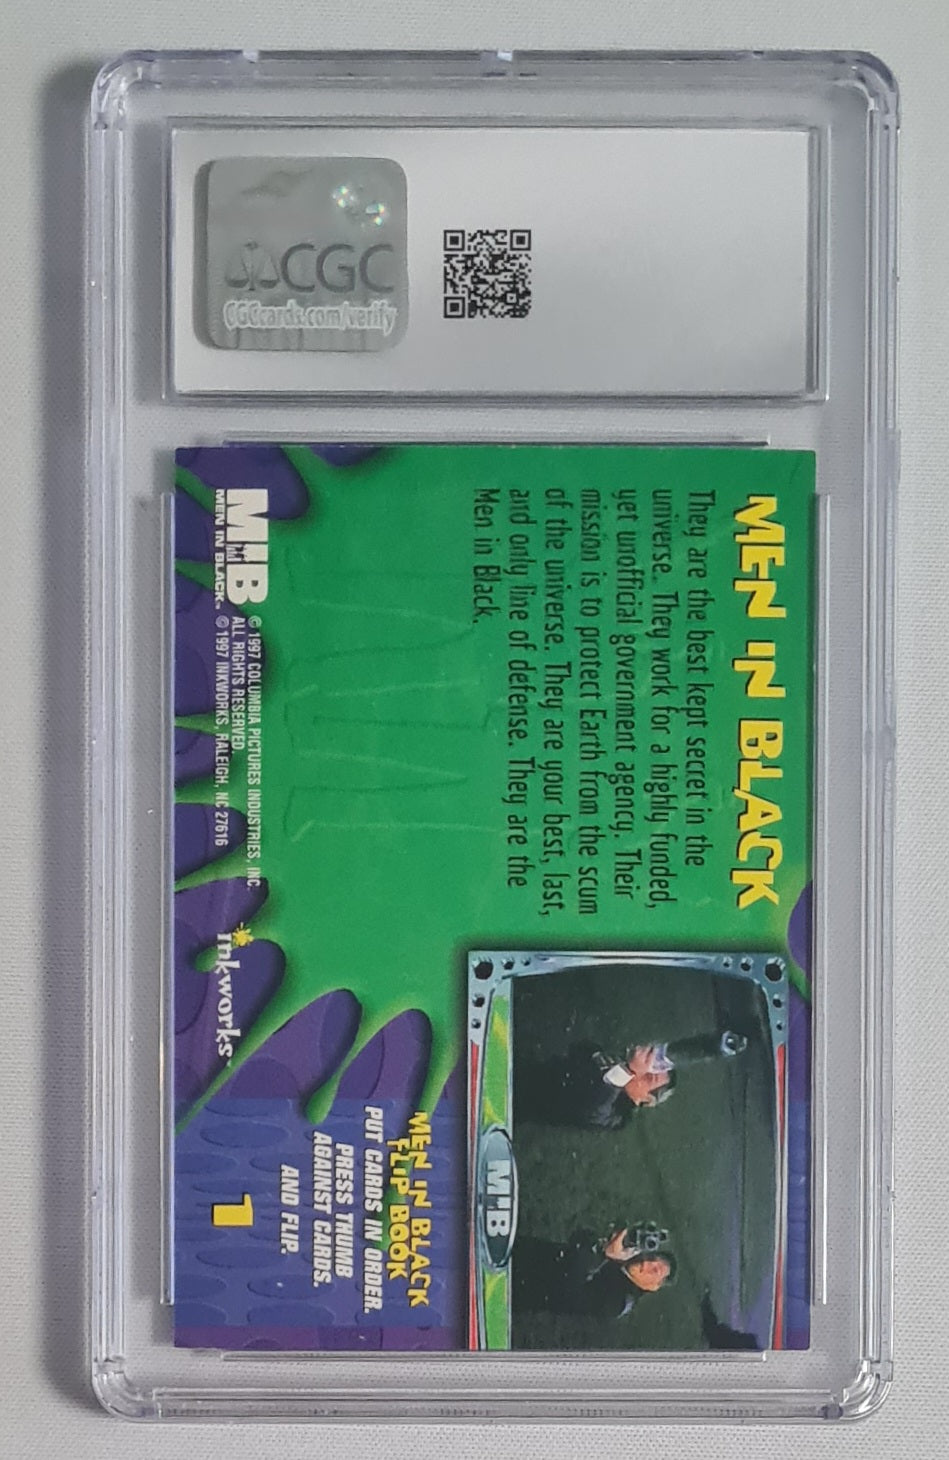 CGC
CGCcards.com/verify
MEN IN BLACK
They are the best kept secret in the
universe. They work for a highly funded,
yet unofficial government agency. Their
mission is to protect Earth from the scum
of the universe. They are your best, last,
and only line of defense. They are the
Men in Black.
MIB
MEN IN BLACK™
© 1997 COLUMBIA PICTURES INDUSTRIES, INC.
ALL RIGHTS RESERVED.
© 1997 INKWORKS, RALEIGH, NC 27616
inkworks™
MIB
MEN IN BLACK
FLIP BOOK
PUT CARDS IN ORDER.
PRESS THUMB
AGAINST CARDS.
AND FLIP.
1